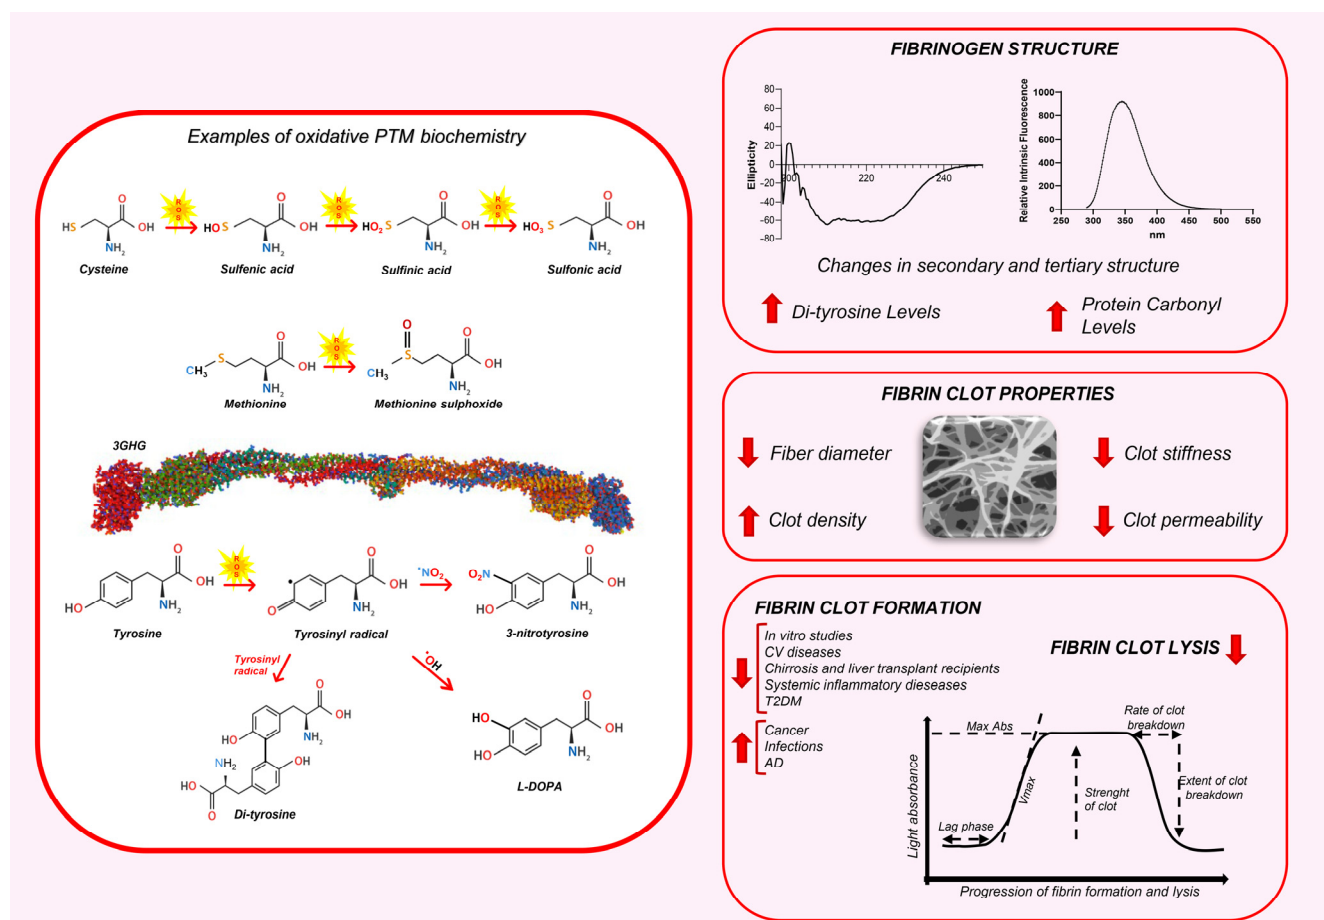 Examples of oxidative PTM biochemistry
ROS
ROS
ROS
HS
O
OH
NH2
HO S
O
OH
NH2
HO2 S
O
OH
NH2
HO3 S
O
OH
NH2
Cysteine
Sulfenic acid
Sulfinic acid
Sulfonic acid
ROS
CH3
S
O
OH
NH2
O
S
CH3
O
OH
NH2
Methionine
Methionine sulphoxide
3GHG
ROS
HO
O
OH
NH2
O
O
OH
NH2
•NO2
O2N
HO
O
OH
NH2
Tyrosine
Tyrosinyl radical
3-nitrotyrosine
Tyrosinyl
radical
•OH
O
OH
NH2
HO
NH2
OH
HO
O
Di-tyrosine
HO
HO
O
OH
NH2
L-DOPA
FIBRINOGEN STRUCTURE
Ellipticity
80
60
40
20
0
-20
-40
-60
-80
200
220
240
Relative Intrinsic Fluorescence
1000
800
600
400
200
0
250
300
350
400
450
500
550
nm
Changes in secondary and tertiary structure
Di-tyrosine Levels
Protein Carbonyl
Levels
FIBRIN CLOT PROPERTIES
Fiber diameter
Clot stiffness
Clot density
Clot permeability
FIBRIN CLOT FORMATION
In vitro studies
CV diseases
Chirrosis and liver transplant recipients
Systemic inflammatory dieseases
T2DM
Cancer
Infections
AD
FIBRIN CLOT LYSIS
Light absorbance
Max Abs
Rate of clot
breakdown
Vmax
Strenght
of clot
Extent of clot
breakdown
Lag phase
Progression of fibrin formation and lysis